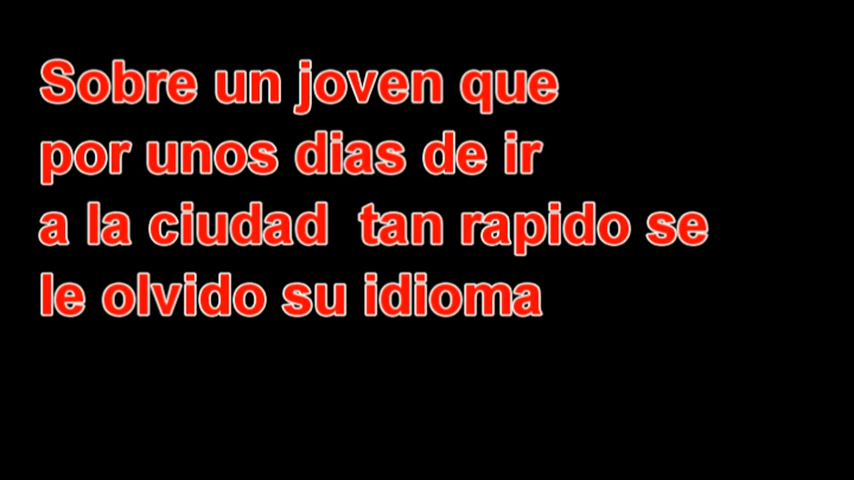 Sobre un joven que
por unos dias de ir
a la ciudad  tan rapido se
le olvido su idioma